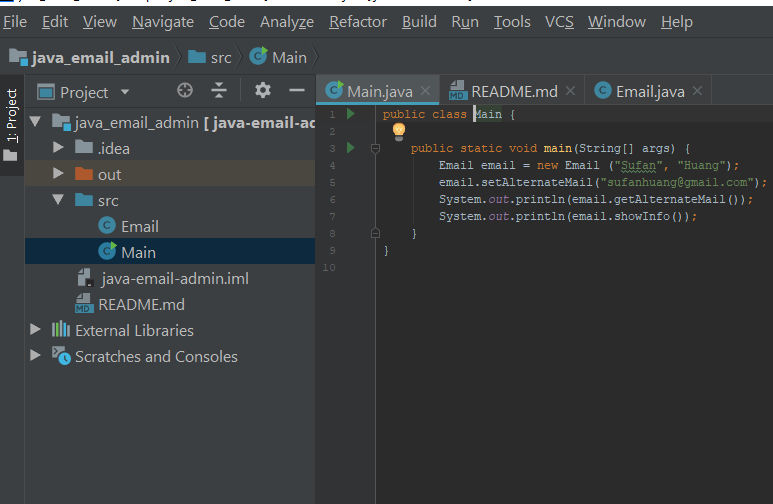 File Edit View Navigate Code Analyze Refactor Build Run Tools VCS Window Help
java_email_admin src Main
1: Project
Project
Main.java README.md Email.java
java_email_admin [ java-email-ad
.idea
out
src
Email
Main
java-email-admin.iml
README.md
External Libraries
Scratches and Consoles
1 public class Main {
2
3 public static void main(String[] args) {
4 Email email = new Email ("Sufan", "Huang");
5 email.setAlternateMail("sufanhuang@gmail.com");
6 System.out.println(email.getAlternateMail());
7 System.out.println(email.showInfo());
8 }
9 }
10